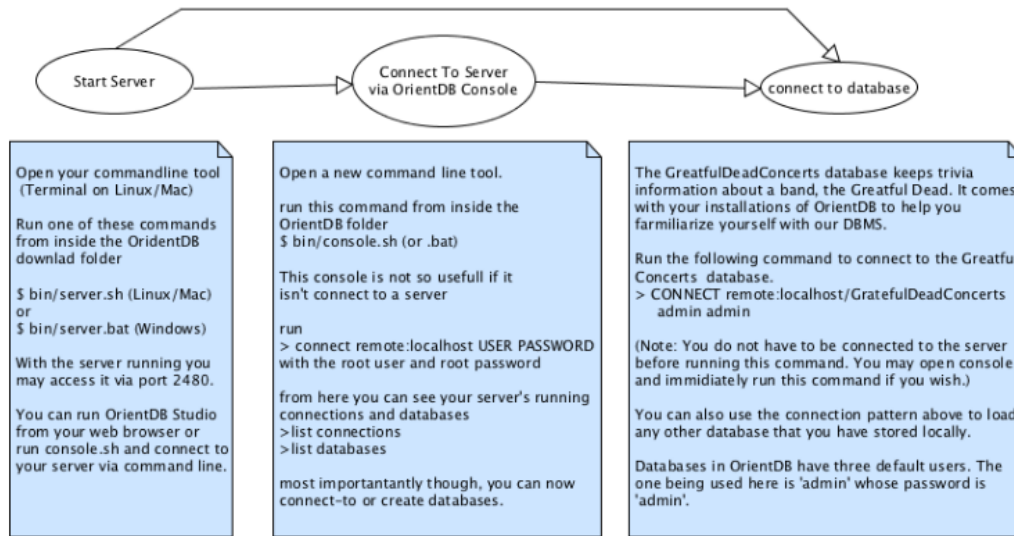 Start Server
Connect To Server
via OrientDB Console
connect to database
Open your commandline tool
(Terminal on Linux/Mac)
Run one of these commands
from inside the OridentDB
downlad folder
$ bin/server.sh (Linux/Mac)
or
$ bin/server.bat (Windows)
With the server running you
may access it via port 2480.
You can run OrientDB Studio
from your web browser or
run console.sh and connect to
your server via command line.
Open a new command line tool.
run this command from inside the
OrientDB folder
$ bin/console.sh (or .bat)
This console is not so usefull if it
isn't connect to a server
run
> connect remote:localhost USER PASSWORD
with the root user and root password
from here you can see your server's running
connections and databases
>list connections
>list databases
most importantantly though, you can now
connect-to or create databases.
The GreatfulDeadConcerts database keeps trivia
information about a band, the Greatful Dead. It comes
with your installations of OrientDB to help you
farmiliarize yourself with our DBMS.
Run the following command to connect to the Greatfu
Concerts database.
> CONNECT remote:localhost/GratefulDeadConcerts
admin admin
(Note: You do not have to be connected to the server
before running this command. You may open console
and immidiately run this command if you wish.)
You can also use the connection pattern above to load
any other database that you have stored locally.
Databases in OrientDB have three default users. The
one being used here is 'admin' whose password is
'admin'.